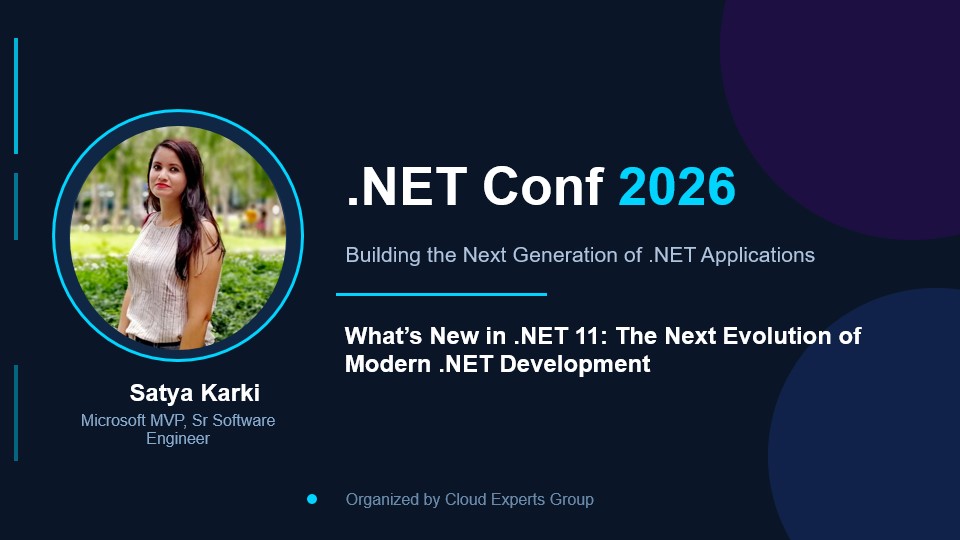 .NET Conf 2026
Building the Next Generation of .NET Applications
What’s New in .NET 11: The Next Evolution of
Modern .NET Development
Satya Karki
Microsoft MVP, Sr Software
Engineer
Organized by Cloud Experts Group